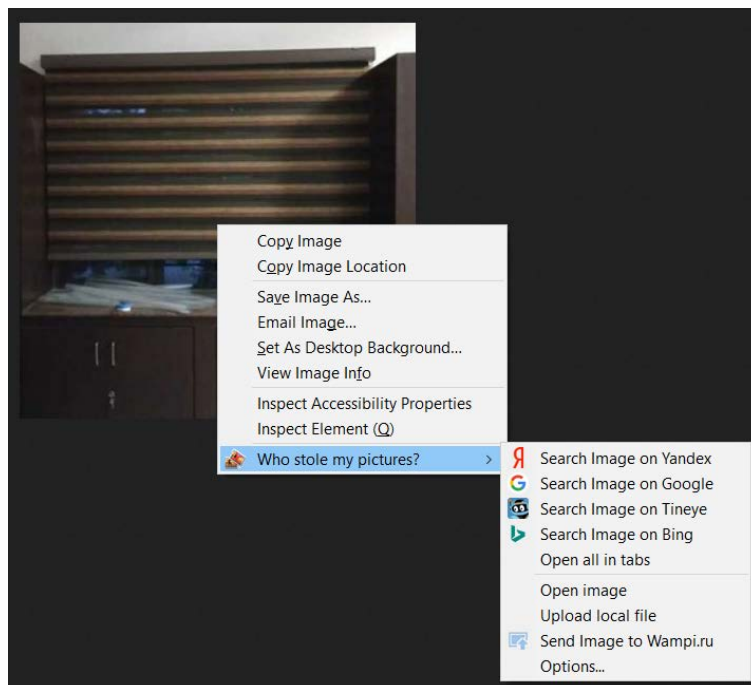 Copy Image
Copy Image Location
Save Image As...
Email Image...
Set As Desktop Background...
View Image Info
Inspect Accessibility Properties
Inspect Element (Q)
Who stole my pictures?
Search Image on Yandex
Search Image on Google
Search Image on Tineye
Search Image on Bing
Open all in tabs
Open image
Upload local file
Send Image to Wampi.ru
Options...